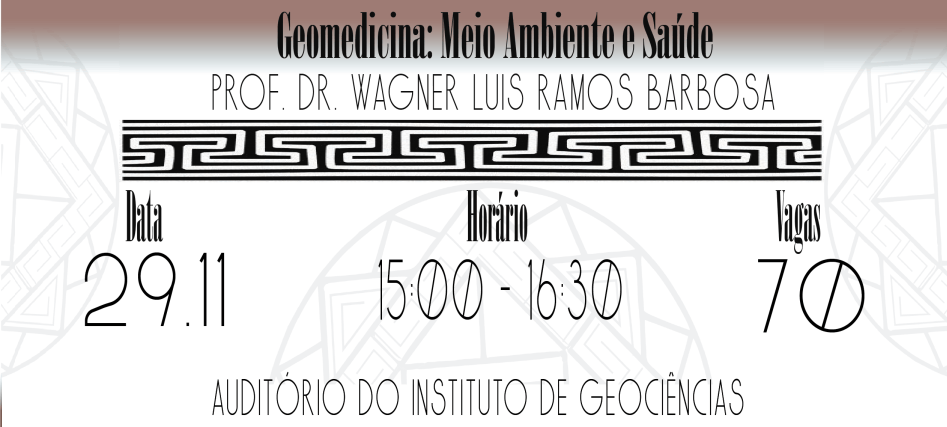 Geomedicina: Meio Ambiente e Saúde
PROF. DR. WAGNER LUIS RAMOS BARBOSA
Data Horário Vagas
29.11 15:00 - 16:30 70
AUDITÓRIO DO INSTITUTO DE GEOCIÊNCIAS